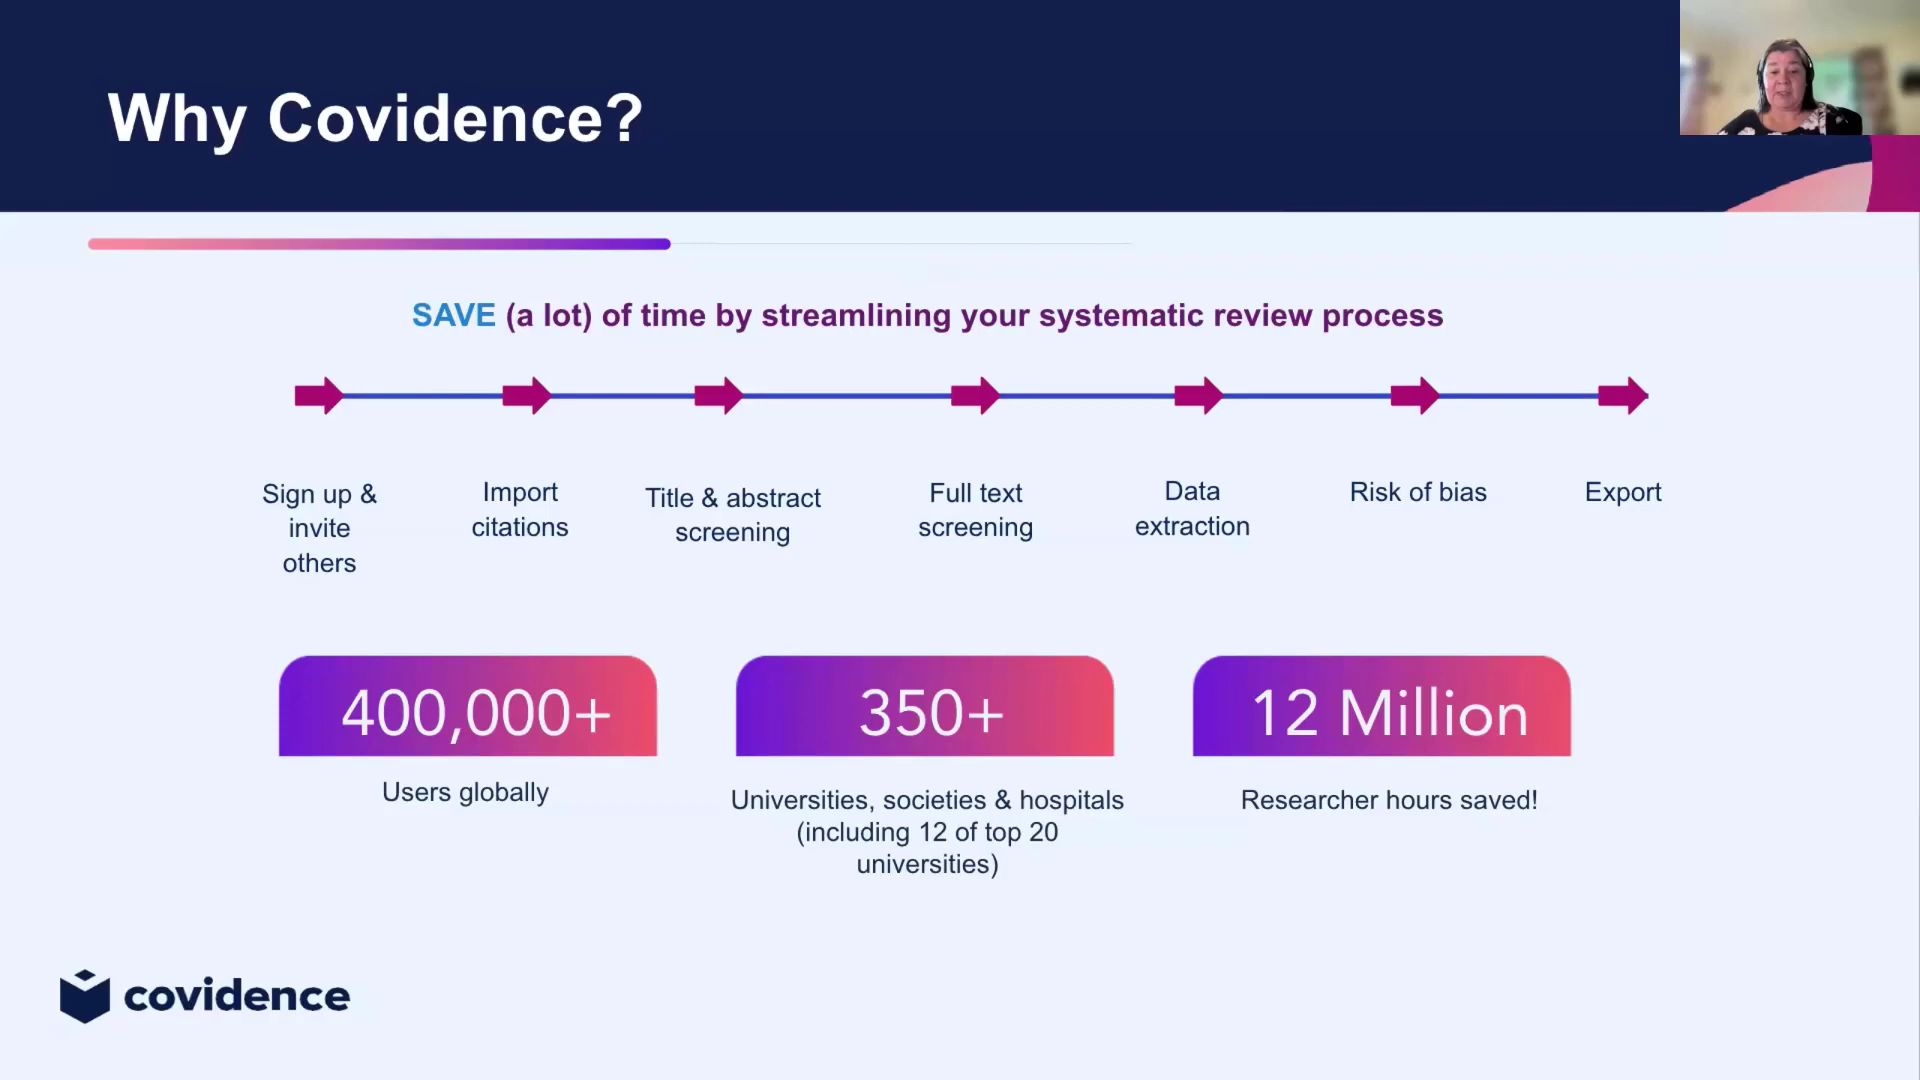 Why Covidence?
SAVE (a lot) of time by streamlining your systematic review process
Sign up &
invite
others
Import
citations
Title & abstract
screening
Full text
screening
Data
extraction
Risk of bias
Export
400,000+
Users globally
350+
Universities, societies & hospitals
(including 12 of top 20
universities)
12 Million
Researcher hours saved!
covidence